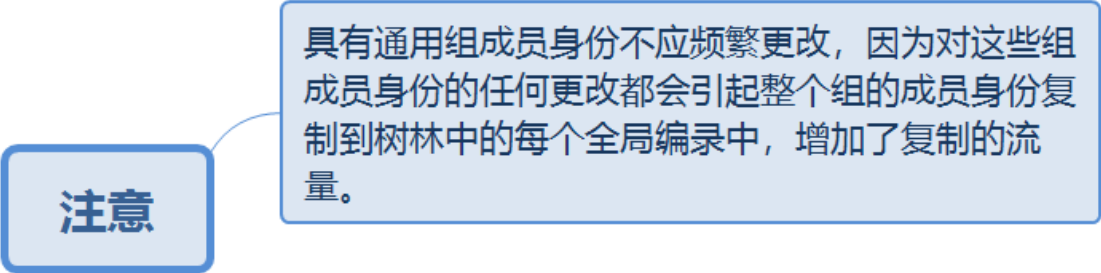 具有通用组成员身份不应频繁更改，因为对这些组
成员身份的任何更改都会引起整个组的成员身份复
制到树林中的每个全局编录中，增加了复制的流
量。
注意